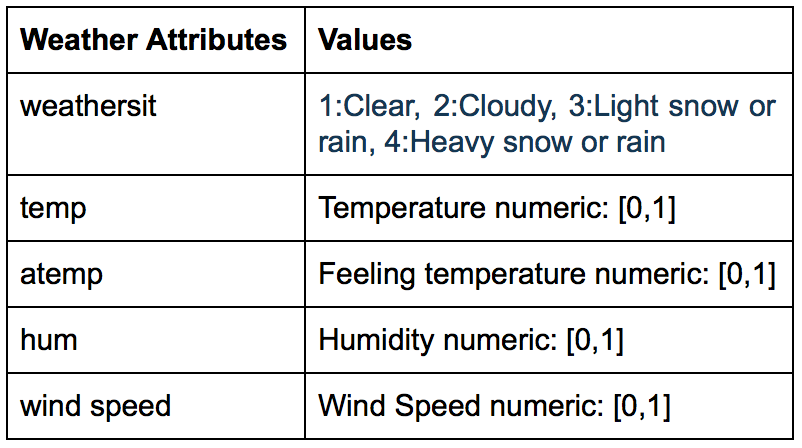 Weather Attributes Values
weathersit 1:Clear, 2:Cloudy, 3:Light snow or
rain, 4:Heavy snow or rain
temp Temperature numeric: [0,1]
atemp Feeling temperature numeric: [0,1]
hum Humidity numeric: [0,1]
wind speed Wind Speed numeric: [0,1]